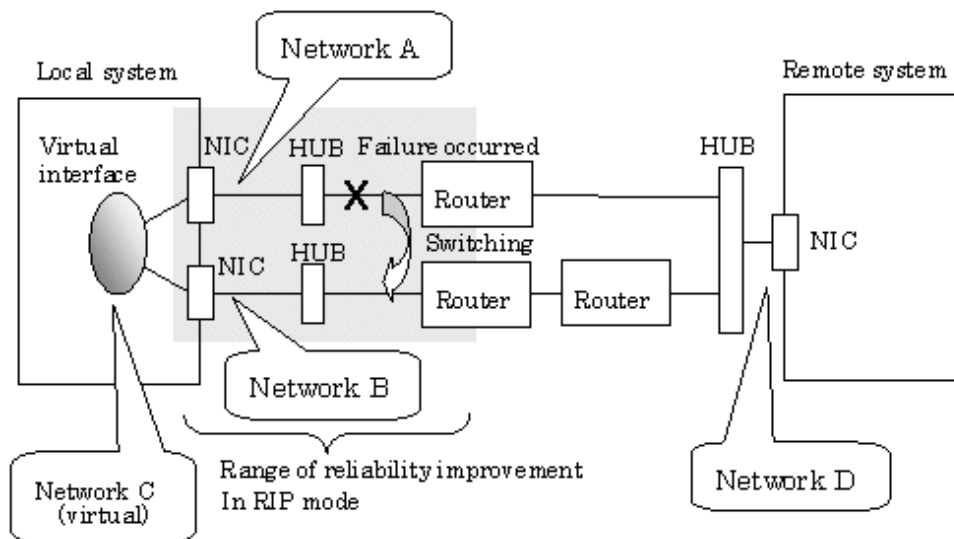 Network A
Local system
Remote system
NIC
HUB
Failure occurred
HUB
Virtual
interface
Router
NIC
HUB
Switching
NIC
Router
Router
Network B
Range of reliability improvement
In RIP mode
Network C
(virtual)
Network D